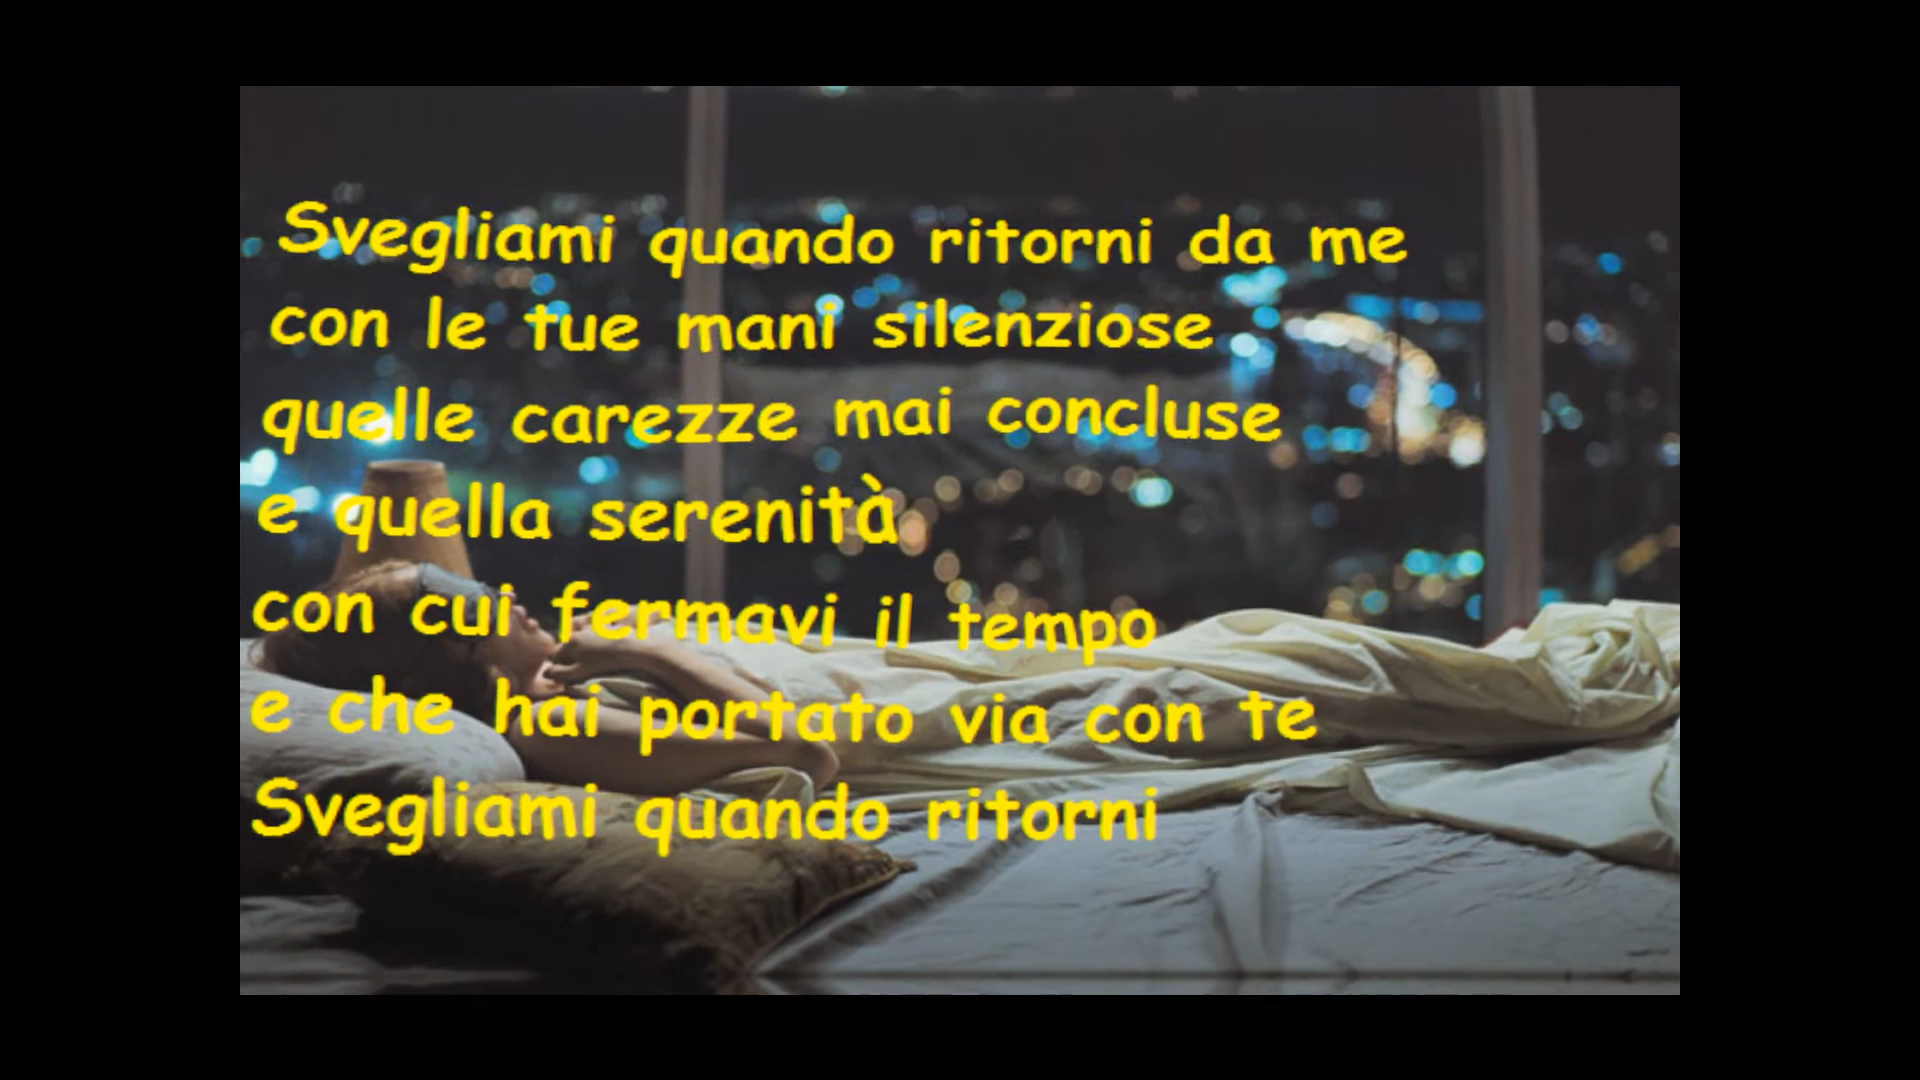 Svegliami quando ritorni da me
con le tue mani silenziose
quelle carezze mai concluse
e quella serenità
con cui fermavi il tempo
e che hai portato via con te
Svegliami quando ritorni